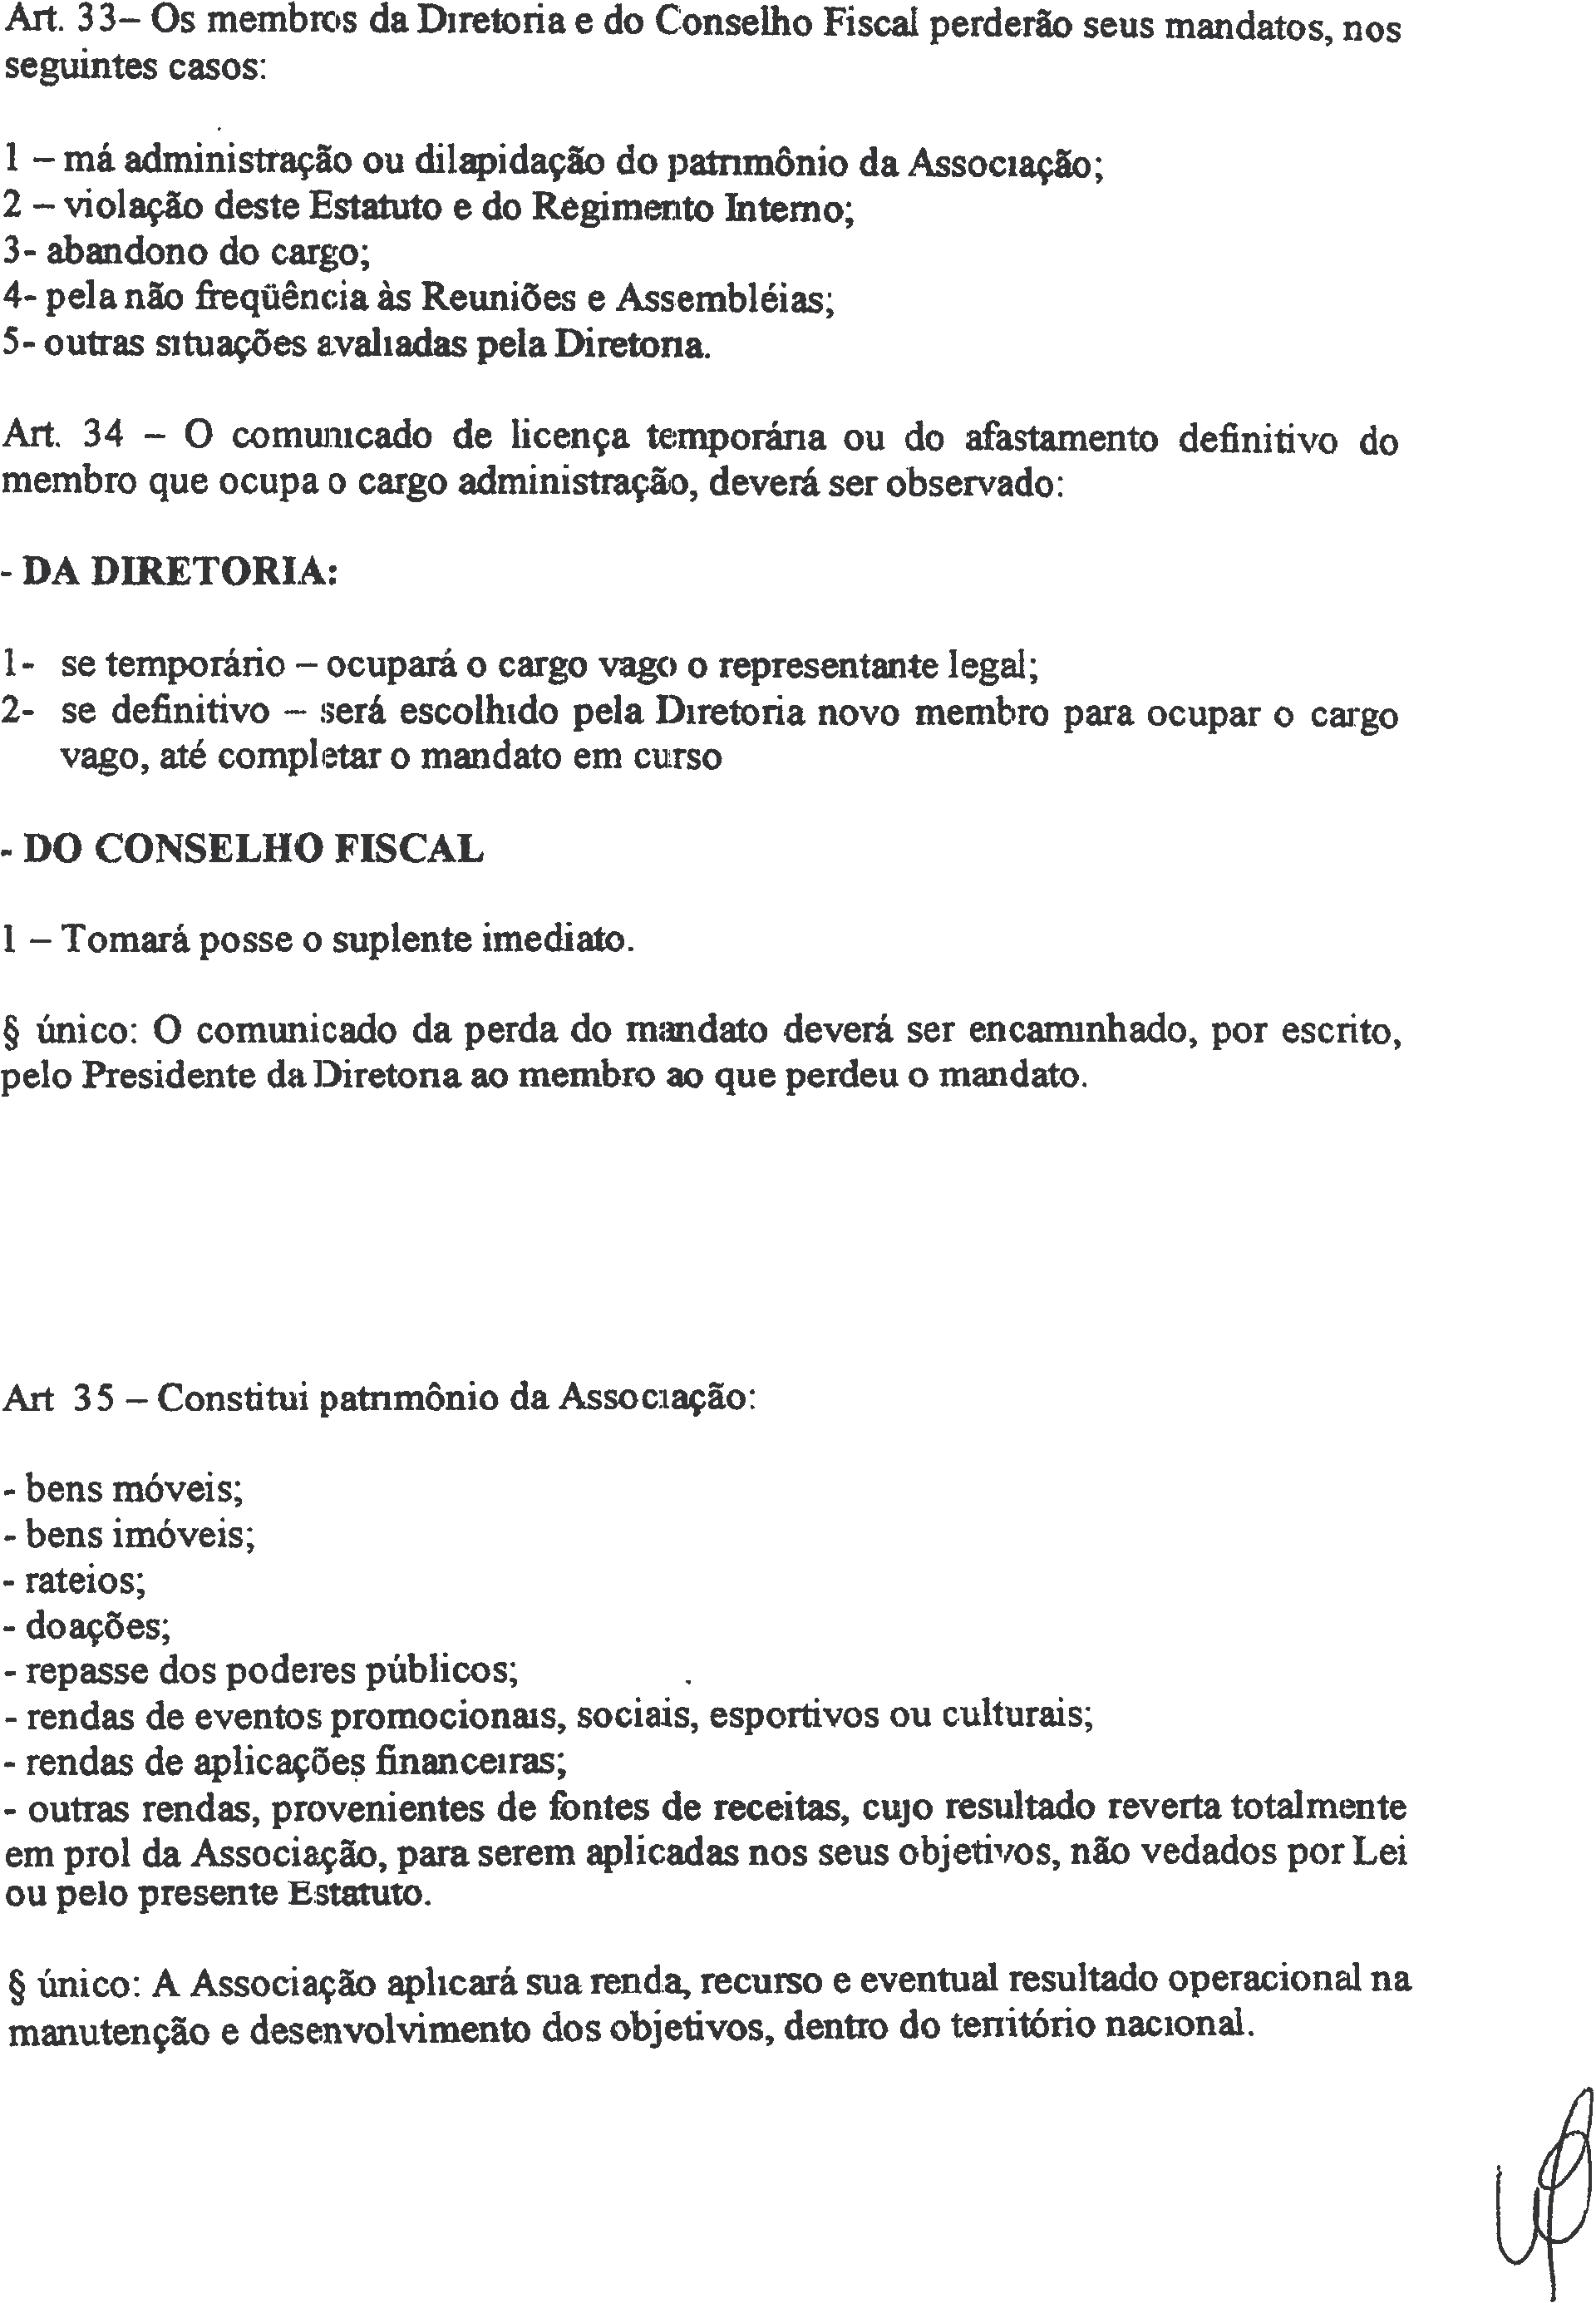 Art. 33– Os membros da Diretoria e do Conselho Fiscal perderão seus mandatos, nos
seguintes casos:
1 – má administração ou dilapidação do patrimônio da Associação;
2 – violação deste Estatuto e do Regimento Interno;
3- abandono do cargo;
4- pela não freqüência às Reuniões e Assembléias;
5- outras situações avaliadas pela Diretoria.
Art. 34 – O comunicado de licença temporária ou do afastamento definitivo do
membro que ocupa o cargo administração, deverá ser observado:
- DA DIRETORIA:
1- se temporário – ocupará o cargo vago o representante legal;
2- se definitivo – será escolhido pela Diretoria novo membro para ocupar o cargo
vago, até completar o mandato em curso
- DO CONSELHO FISCAL
1 – Tomará posse o suplente imediato.
§ único: O comunicado da perda do mandato deverá ser encaminhado, por escrito,
pelo Presidente da Diretoria ao membro ao que perdeu o mandato.
Art 35 – Constitui patrimônio da Associação:
- bens móveis;
- bens imóveis;
- rateios;
- doações;
- repasse dos poderes públicos;
- rendas de eventos promocionais, sociais, esportivos ou culturais;
- rendas de aplicações financeiras;
- outras rendas, provenientes de fontes de receitas, cujo resultado reverta totalmente
em prol da Associação, para serem aplicadas nos seus objetivos, não vedados por Lei
ou pelo presente Estatuto.
§ único: A Associação aplicará sua renda, recurso e eventual resultado operacional na
manutenção e desenvolvimento dos objetivos, dentro do território nacional.